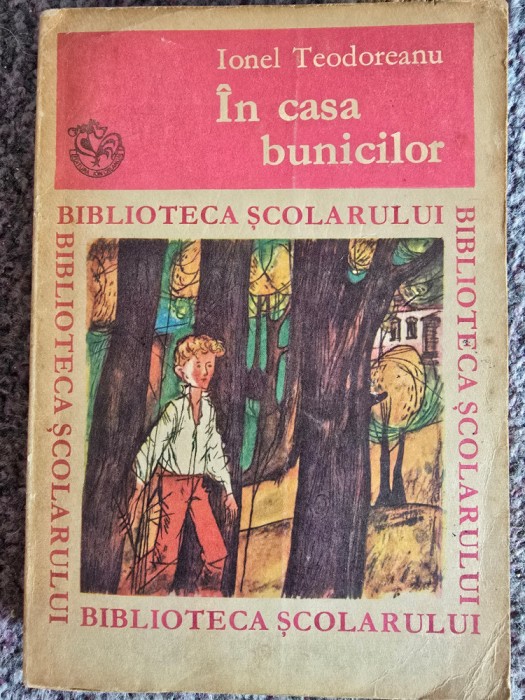 Ionel Teodoreanu
În casa
bunicilor
BIBLIOTECA ȘCOLARULUI
BIBLIOTECA ȘCOLARULUI
BIBLIOTECA ȘCOLARULUI
BIBLIOTECA ȘCOLARULUI